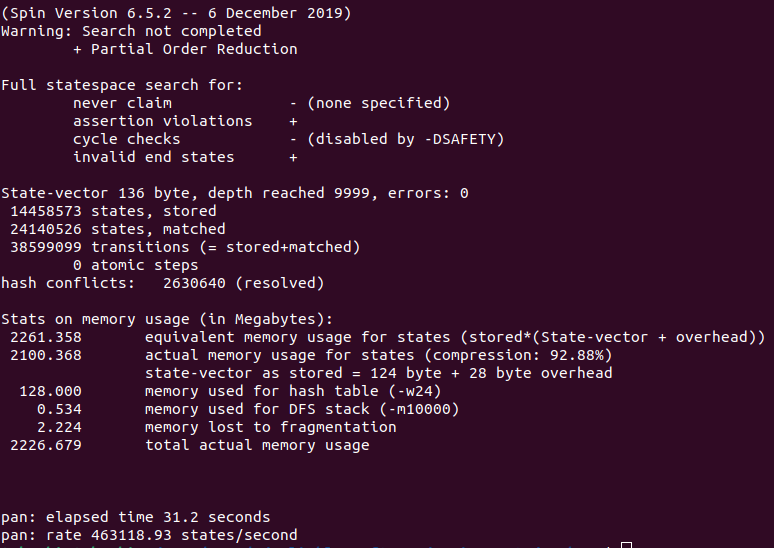 (Spin Version 6.5.2 -- 6 December 2019)
Warning: Search not completed
+ Partial Order Reduction
Full statespace search for:
never claim - (none specified)
assertion violations +
cycle checks - (disabled by -DSAFETY)
invalid end states +
State-vector 136 byte, depth reached 9999, errors: 0
14458573 states, stored
24140526 states, matched
38599099 transitions (= stored+matched)
0 atomic steps
hash conflicts: 2630640 (resolved)
Stats on memory usage (in Megabytes):
2261.358 equivalent memory usage for states (stored*(State-vector + overhead))
2100.368 actual memory usage for states (compression: 92.88%)
state-vector as stored = 124 byte + 28 byte overhead
128.000 memory used for hash table (-w24)
0.534 memory used for DFS stack (-m10000)
2.224 memory lost to fragmentation
2226.679 total actual memory usage
pan: elapsed time 31.2 seconds
pan: rate 463118.93 states/second